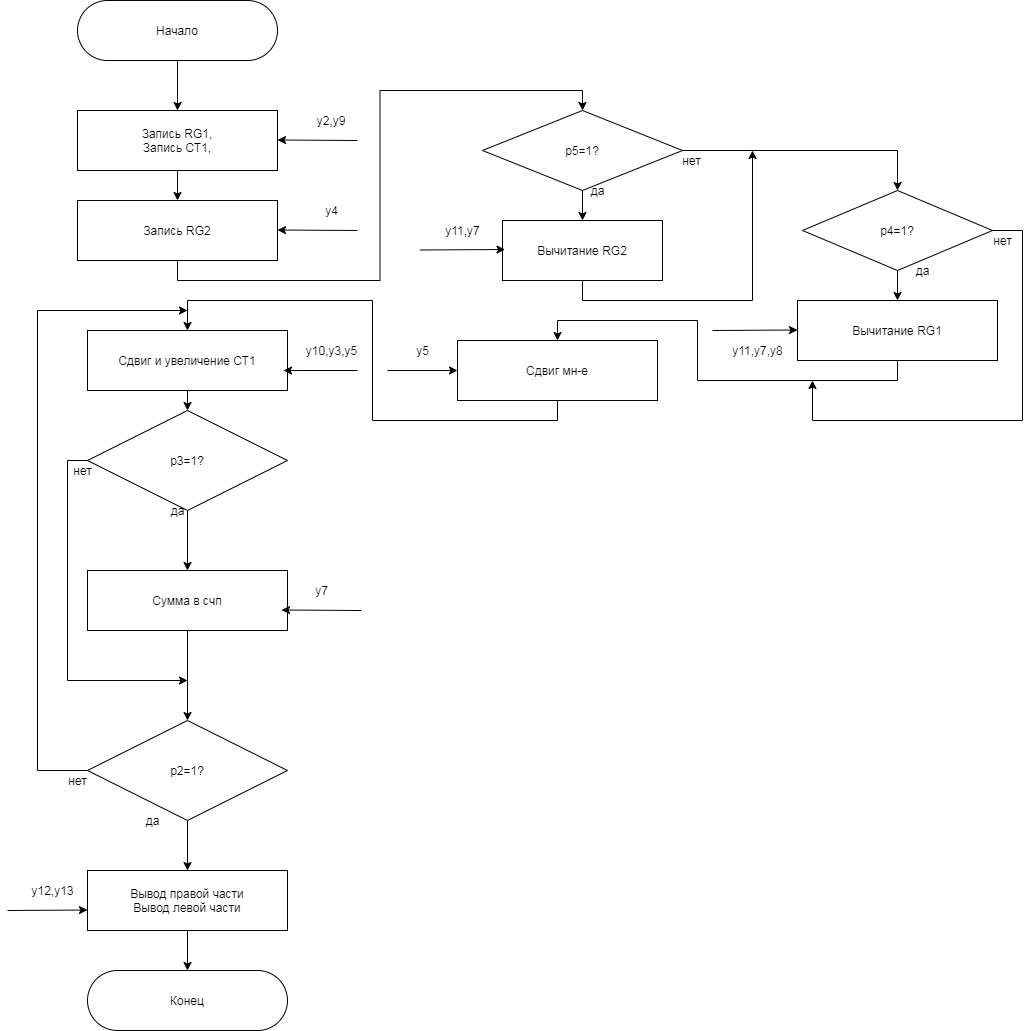 Начало
Запись RG1,
Запись CT1,
y2,y9
Запись RG2
y4
p5=1?
нет
да
y11,y7
Вычитание RG2
p4=1?
нет
да
Вычитание RG1
y11,y7,y8
Сдвиг мн-е
y5
Сдвиг и увеличение CT1
y10,y3,y5
p3=1?
нет
да
Сумма в счп
y7
p2=1?
нет
да
y12,y13
Вывод правой части
Вывод левой части
Конец